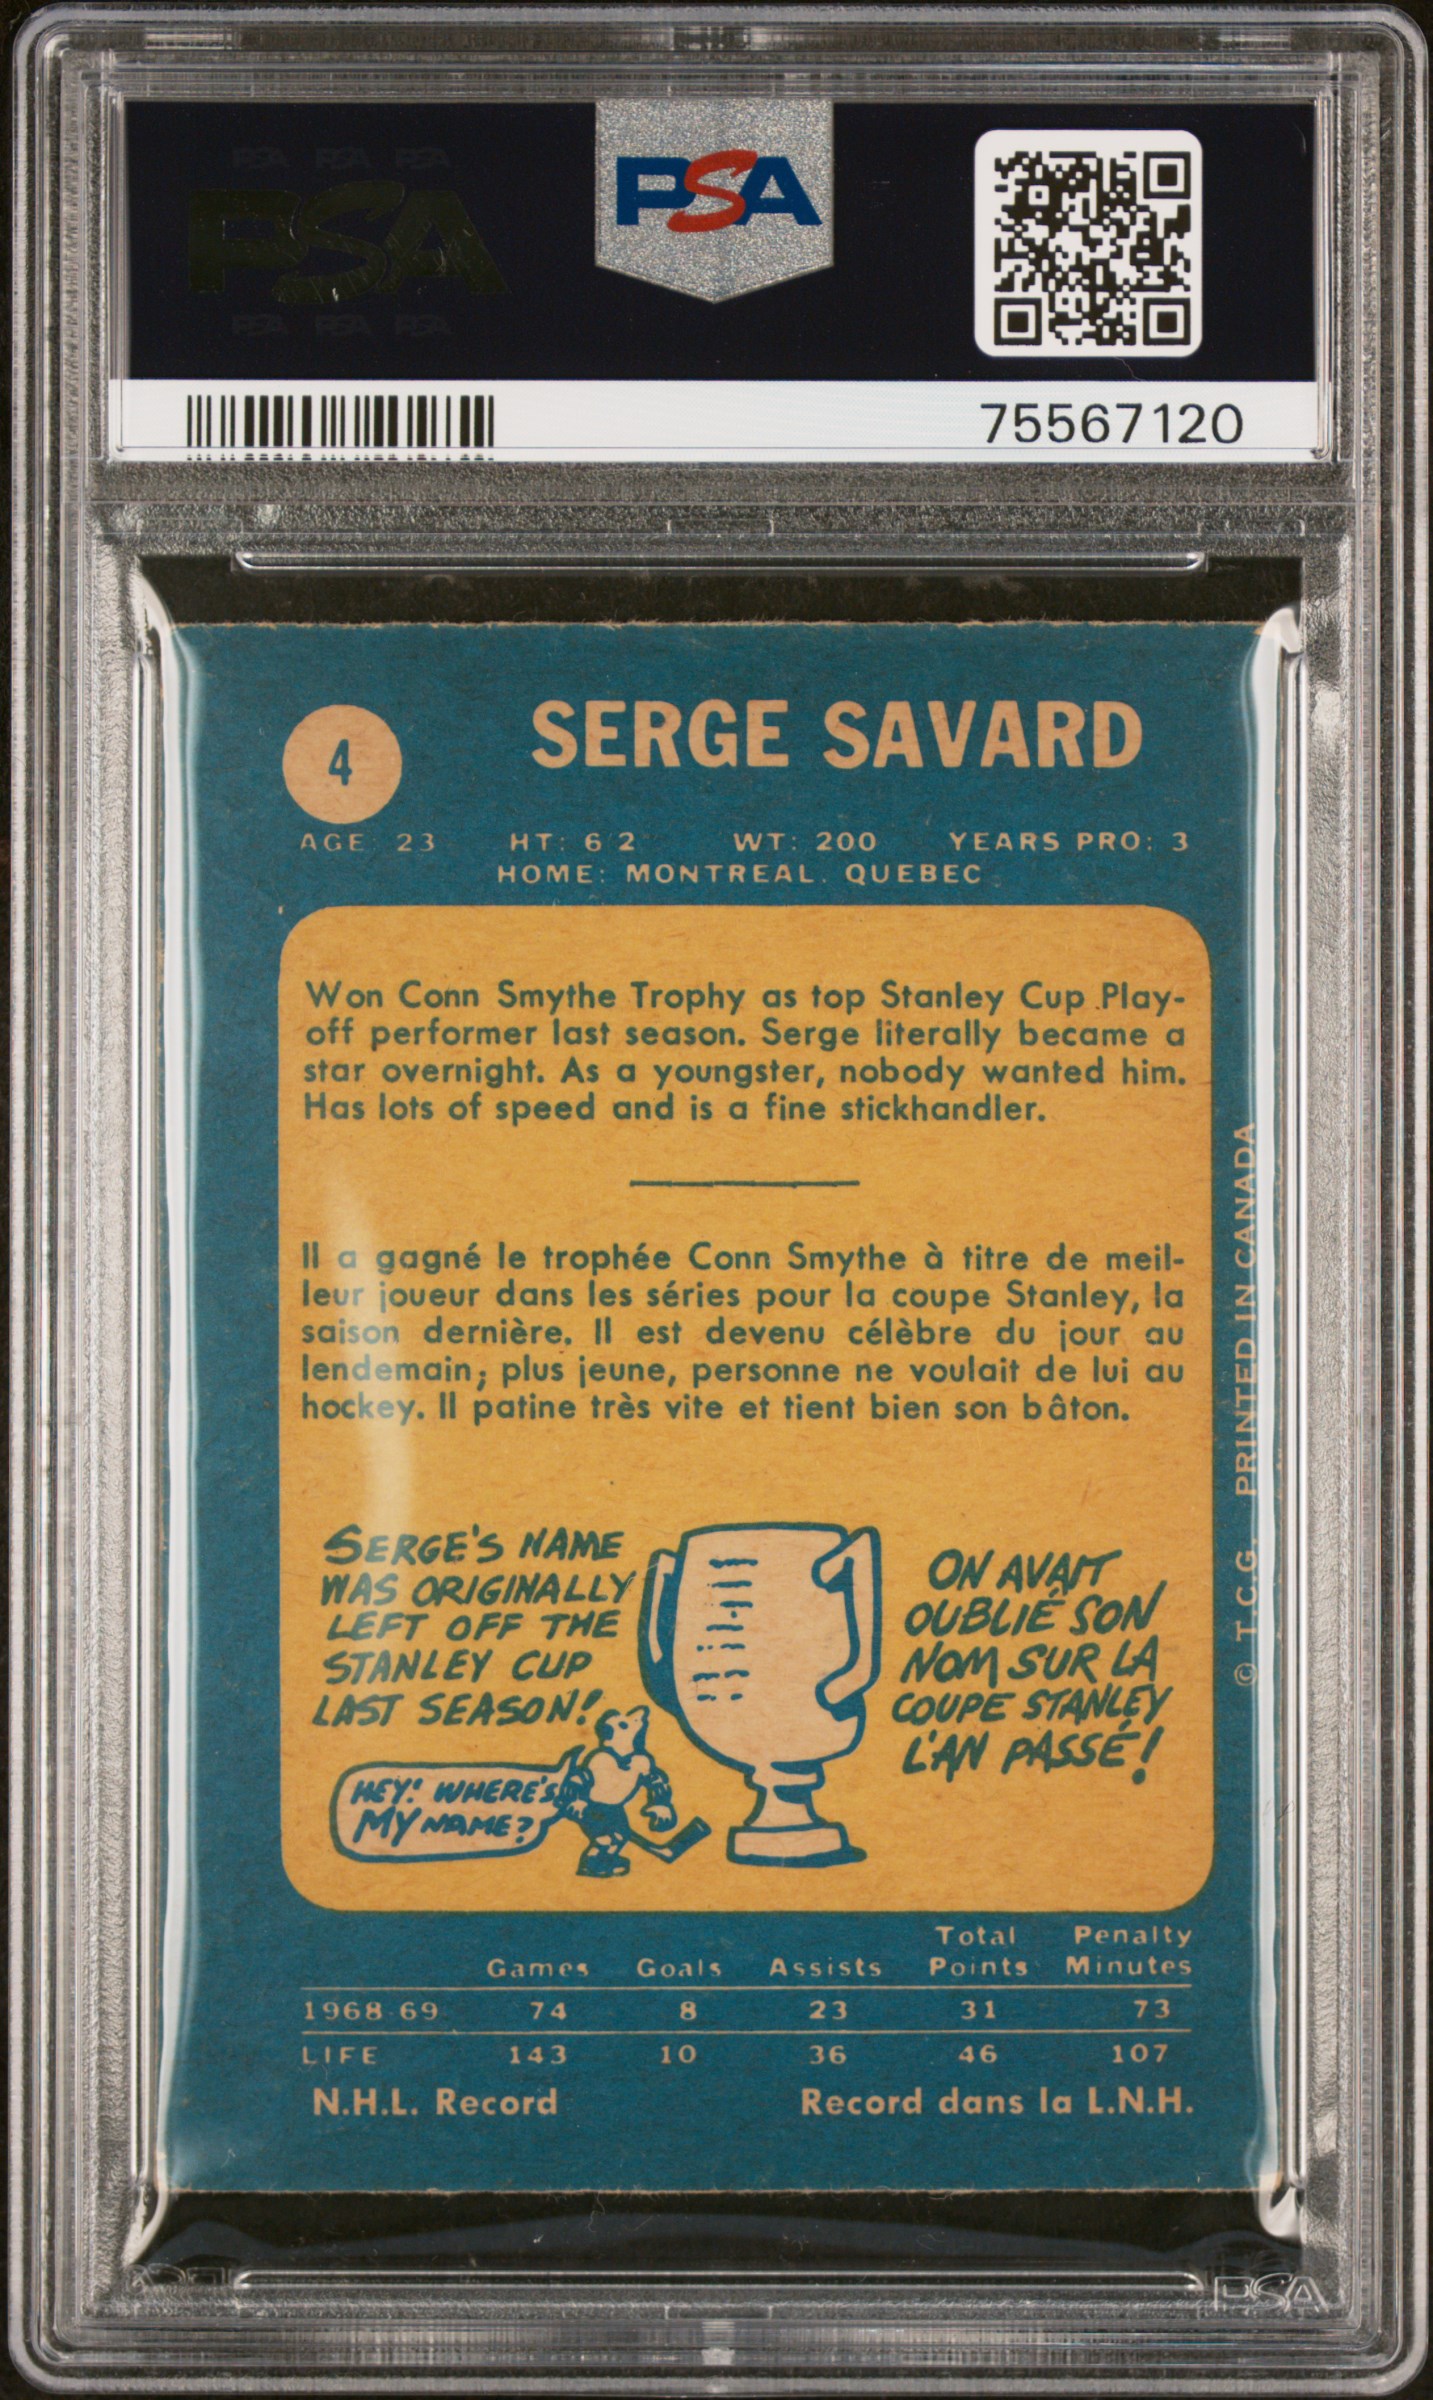 PSA PSA PSA
PSA
PSA PSA PSA
PSA
75567120
4
SERGE SAVARD
AGE: 23 HT: 6 2 WT: 200 YEARS PRO: 3
HOME: MONTREAL, QUEBEC
Won Conn Smythe Trophy as top Stanley Cup Play-
off performer last season. Serge literally became a
star overnight. As a youngster, nobody wanted him.
Has lots of speed and is a fine stickhandler.
Il a gagné le trophée Conn Smythe à titre de meil-
leur joueur dans les séries pour la coupe Stanley, la
saison dernière. Il est devenu célèbre du jour au
lendemain; plus jeune, personne ne voulait de lui au
hockey. Il patine très vite et tient bien son bâton.
SERGE'S NAME
WAS ORIGINALLY
LEFT OFF THE
STANLEY CUP
LAST SEASON!
HEY! WHERE'S
MY NAME?
ON AVAIT
OUBLIÉ SON
NOM SUR LA
COUPE STANLEY
L'AN PASSÉ!
© T.C.G. PRINTED IN CANADA
Games Goals Assists Total Points Penalty Minutes
1968-69 74 8 23 31 73
LIFE 143 10 36 46 107
N.H.L. Record Record dans la L.N.H.
PSA